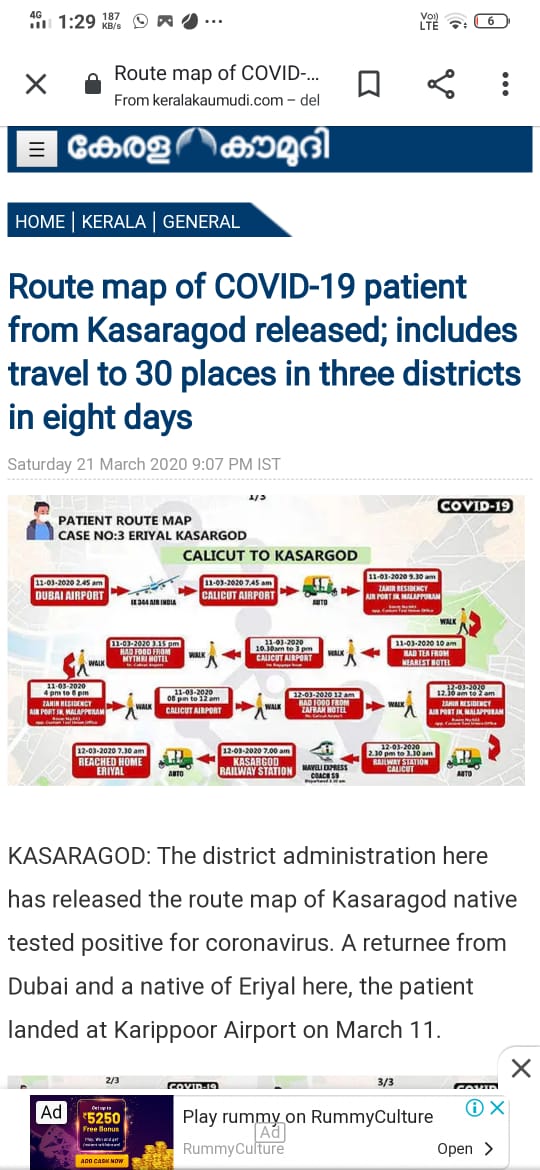 4G 1:29 187 KB/s ... Vo)) LTE 6
Route map of COVID-...
From keralakaumudi.com – del
കേരള കൗമുദി
HOME | KERALA | GENERAL
Route map of COVID-19 patient
from Kasaragod released; includes
travel to 30 places in three districts
in eight days
Saturday 21 March 2020 9:07 PM IST
1/3
COVID-19
PATIENT ROUTE MAP
CASE NO:3 ERIYAL KASARGOD
CALICUT TO KASARGOD
11-03-2020 2.45 am
DUBAI AIRPORT
IX 344 AIR INDIA
11-03-2020 7.45 am
CALICUT AIRPORT
AUTO
11-03-2020 9.30 am
ZAHIR RESIDENCY
AIR PORT JN, MALAPPURAM
WALK
11-03-2020 10 am
HAD TEA FROM
NEAREST HOTEL
WALK
11-03-2020
10.30am to 3 pm
CALICUT AIRPORT
WALK
11-03-2020 3.15 pm
HAD FOOD FROM
MYTHRI HOTEL
WALK
11-03-2020
4 pm to 8 pm
ZAHIR RESIDENCY
AIR PORT JN, MALAPPURAM
WALK
11-03-2020
08 pm to 12 am
CALICUT AIRPORT
WALK
12-03-2020 12 am
HAD FOOD FROM
ZAFRAN HOTEL
WALK
12-03-2020
12.30 am to 2 am
ZAHIR RESIDENCY
AIR PORT JN, MALAPPURAM
AUTO
12-03-2020
2.30 pm to 3.30 am
RAILWAY STATION
CALICUT
MAVELI EXPRESS
COACH S9
12-03-2020 7.00 am
KASARGOD
RAILWAY STATION
AUTO
12-03-2020 7.30 am
REACHED HOME
ERIYAL
KASARAGOD: The district administration here
has released the route map of Kasaragod native
tested positive for coronavirus. A returnee from
Dubai and a native of Eriyal here, the patient
landed at Karippoor Airport on March 11.
2/3
COVID-19
3/3
Ad
Get up to
₹5250
Free Bonus
ADD CASH NOW
Play rummy on RummyCulture
Ad
RummyCulture
Open